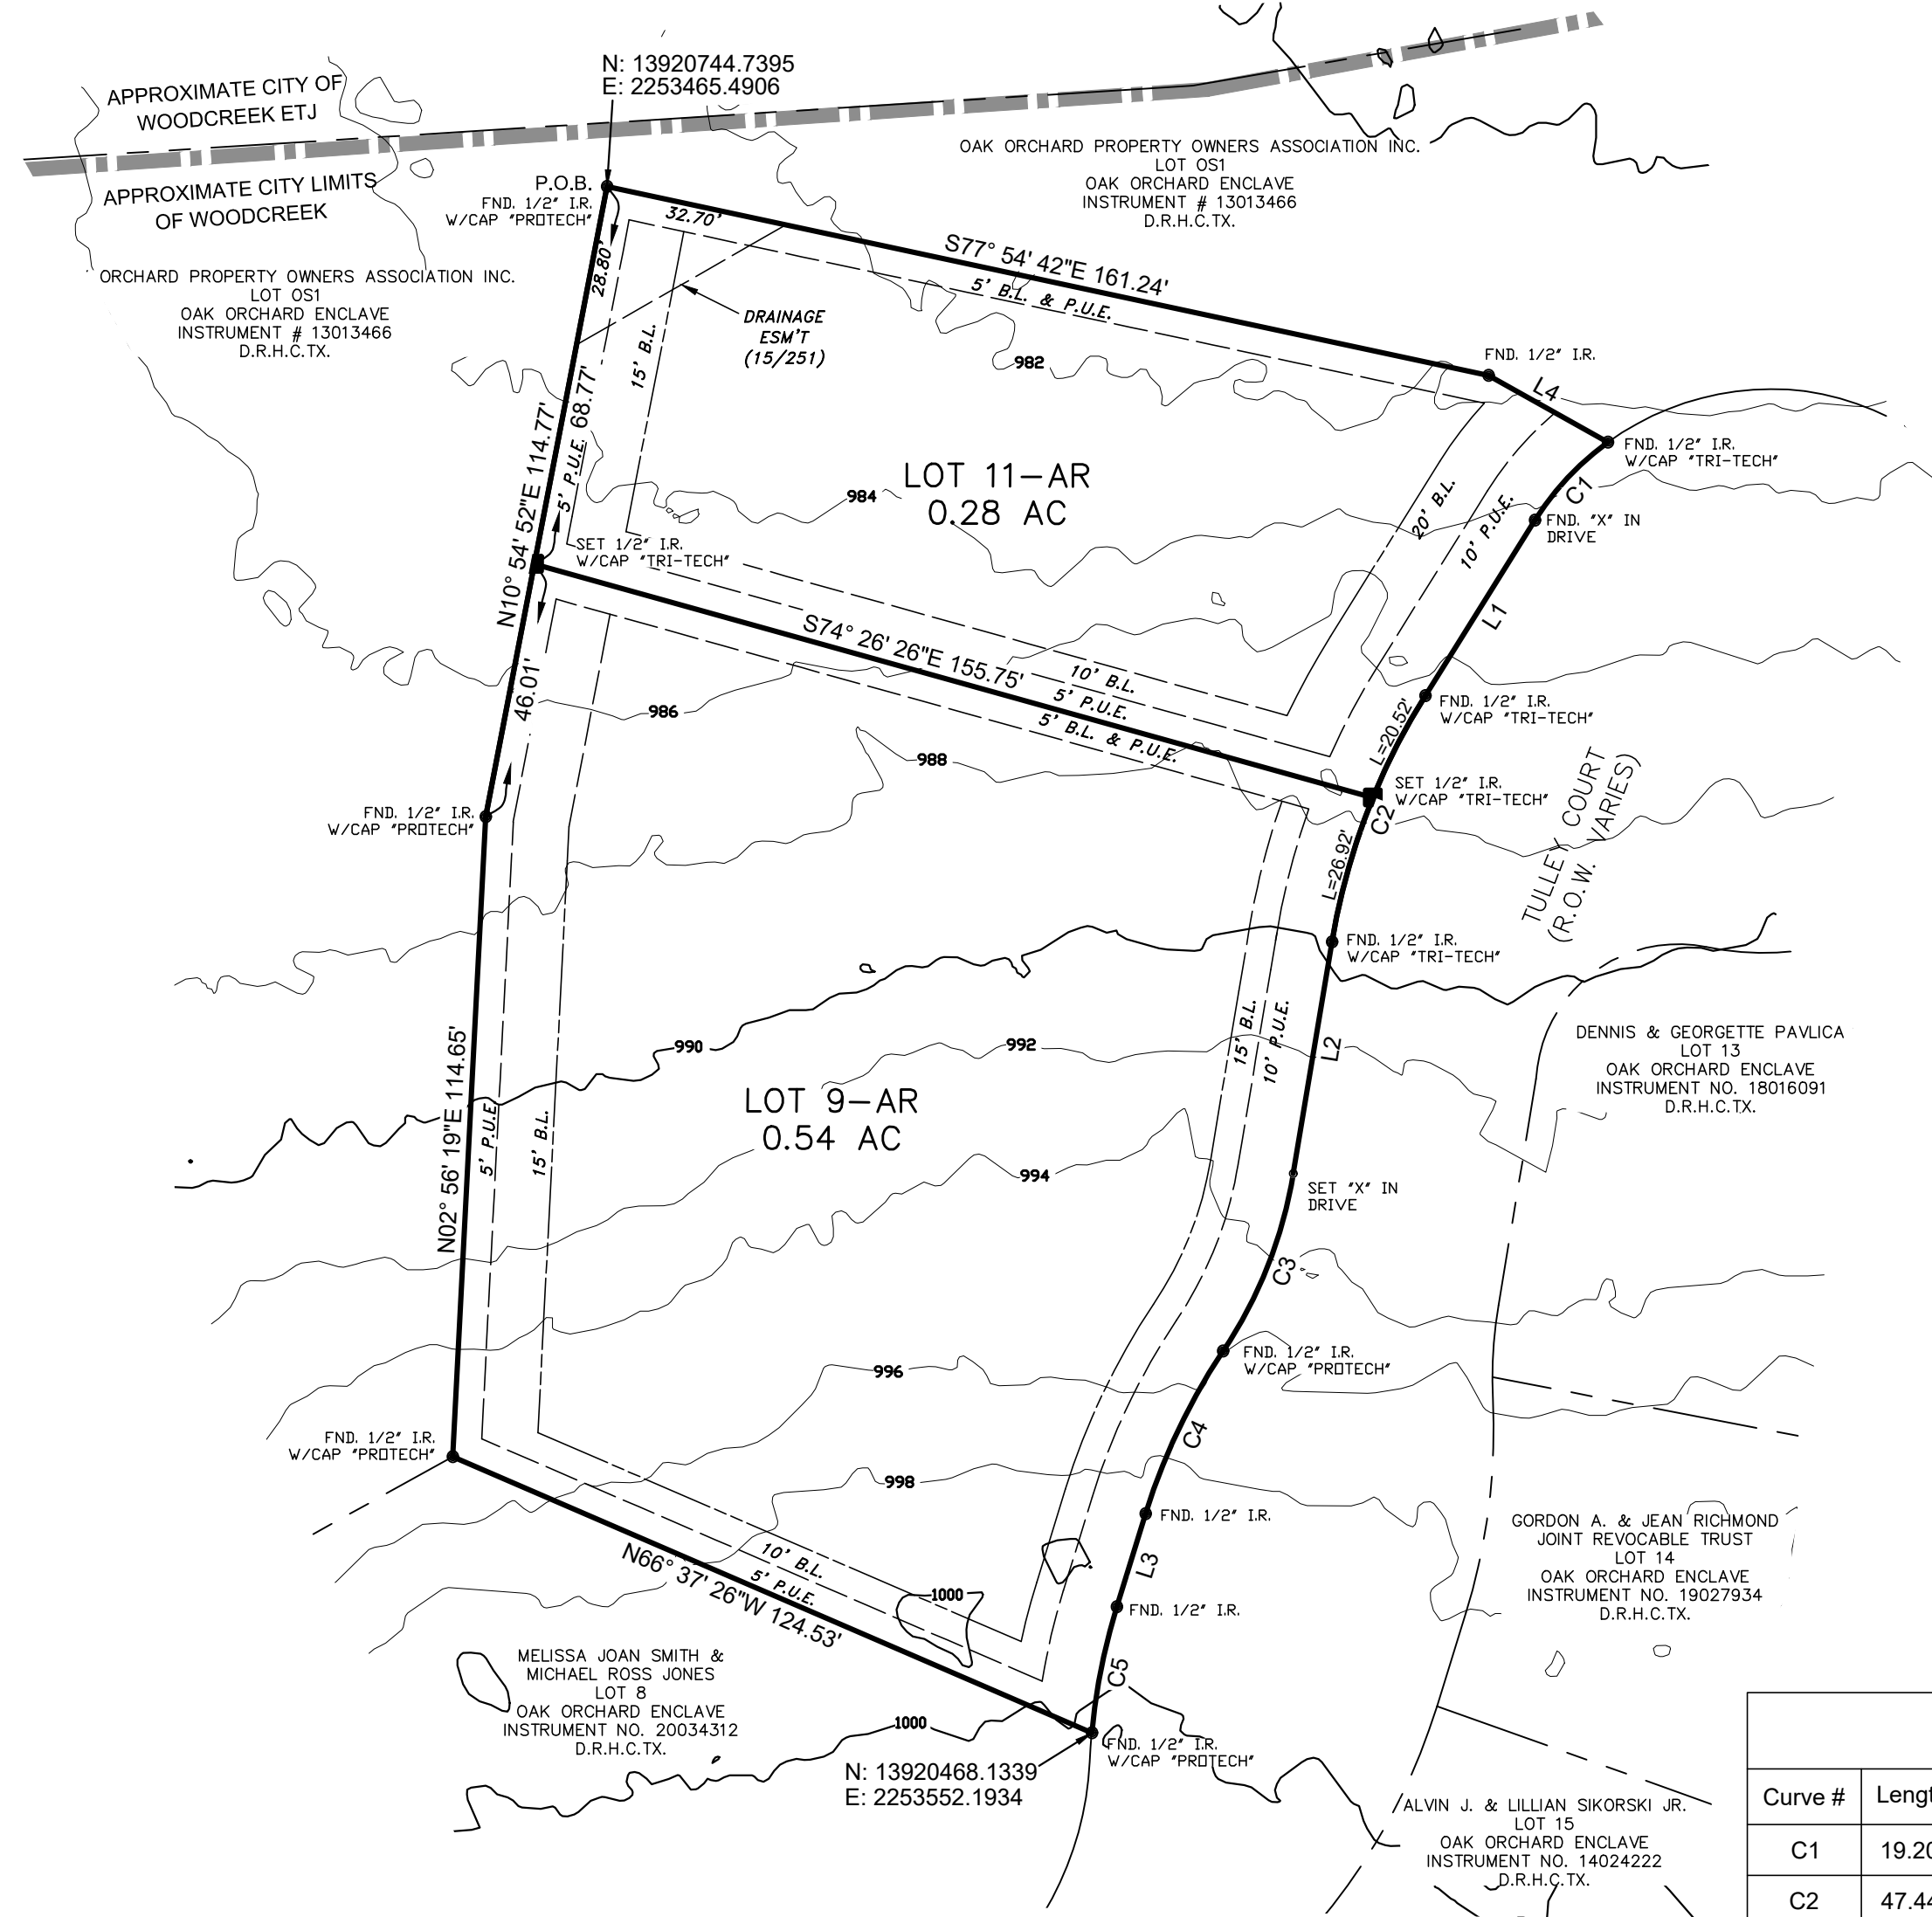 N: 13920744.7395
E: 2253465.4906
APPROXIMATE CITY OF
WOODCREEK ETJ
APPROXIMATE CITY LIMITS
OF WOODCREEK
OAK ORCHARD PROPERTY OWNERS ASSOCIATION INC.
LOT OS1
OAK ORCHARD ENCLAVE
INSTRUMENT # 13013466
D.R.H.C.TX.
P.O.B.
FND. 1/2" I.R.
W/CAP "PROTECH"
ORCHARD PROPERTY OWNERS ASSOCIATION INC.
LOT OS1
OAK ORCHARD ENCLAVE
INSTRUMENT # 13013466
D.R.H.C.TX.
32.70'
28.80'
S77° 54' 42"E 161.24'
5' B.L. & P.U.E.
DRAINAGE
ESM'T
(15/251)
15' B.L.
982
FND. 1/2" I.R.
L4
FND. 1/2" I.R.
W/CAP "TRI-TECH"
C1
N10° 54' 52"E 114.77'
5' P.U.E.
68.77'
LOT 11-AR
0.28 AC
984
20' B.L.
10' P.U.E.
FND. "X" IN
DRIVE
SET 1/2" I.R.
W/CAP "TRI-TECH"
L1
S74° 26' 26"E 155.75'
10' B.L.
5' P.U.E.
5' B.L. & P.U.E.
46.01'
986
988
FND. 1/2" I.R.
W/CAP "TRI-TECH"
L=20.52'
SET 1/2" I.R.
W/CAP "TRI-TECH"
C2
L=26.92'
TULLEY COURT
(R.O.W. VARIES)
FND. 1/2" I.R.
W/CAP "PROTECH"
FND. 1/2" I.R.
W/CAP "TRI-TECH"
15' B.L.
10' P.U.E.
L2
DENNIS & GEORGETTE PAVLICA
LOT 13
OAK ORCHARD ENCLAVE
INSTRUMENT NO. 18016091
D.R.H.C.TX.
990
992
N02° 56' 19"E 114.65'
5' P.U.E.
15' B.L.
LOT 9-AR
0.54 AC
994
SET "X" IN
DRIVE
C3
FND. 1/2" I.R.
W/CAP "PROTECH"
996
C4
FND. 1/2" I.R.
W/CAP "PROTECH"
998
FND. 1/2" I.R.
L3
FND. 1/2" I.R.
GORDON A. & JEAN RICHMOND
JOINT REVOCABLE TRUST
LOT 14
OAK ORCHARD ENCLAVE
INSTRUMENT NO. 19027934
D.R.H.C.TX.
10' B.L.
5' P.U.E.
N66° 37' 26"W 124.53'
1000
MELISSA JOAN SMITH &
MICHAEL ROSS JONES
LOT 8
OAK ORCHARD ENCLAVE
INSTRUMENT NO. 20034312
D.R.H.C.TX.
C5
1000
FND. 1/2" I.R.
W/CAP "PROTECH"
N: 13920468.1339
E: 2253552.1934
ALVIN J. & LILLIAN SIKORSKI JR.
LOT 15
OAK ORCHARD ENCLAVE
INSTRUMENT NO. 14024222
D.R.H.C.TX.
Curve # Lengt
C1 19.20
C2 47.44